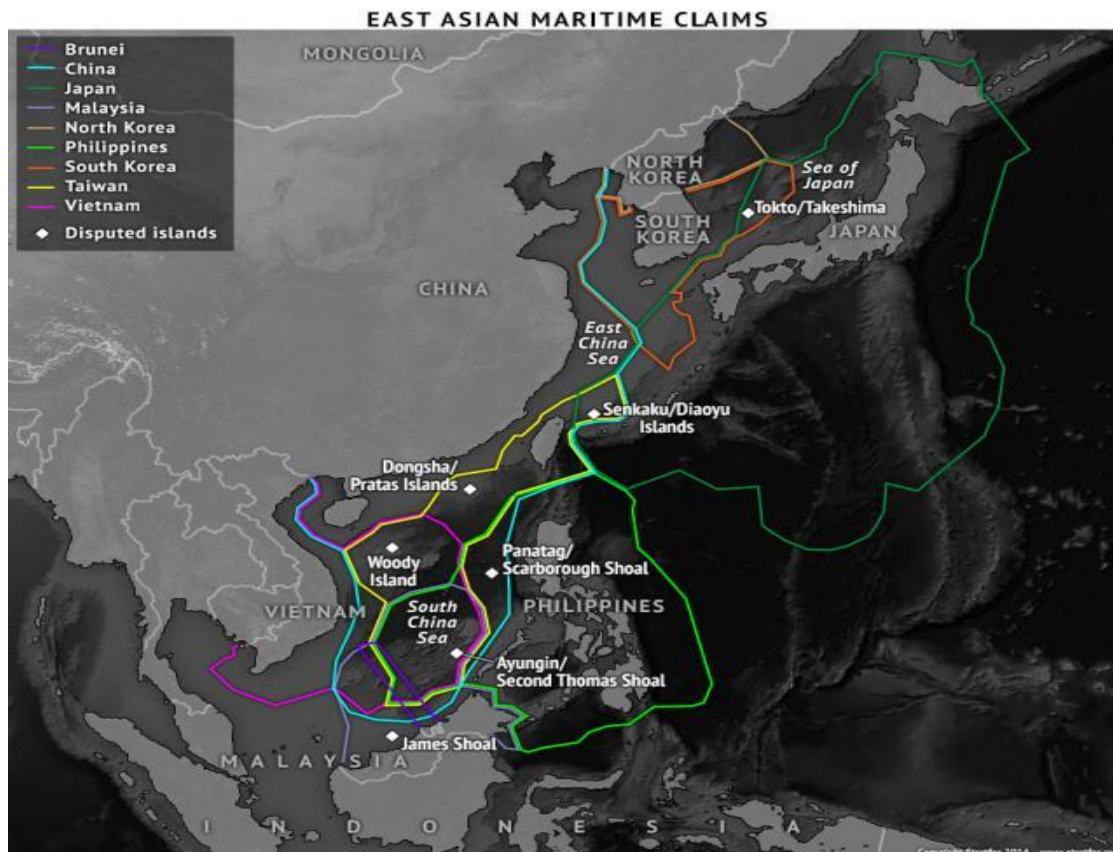 EAST ASIAN MARITIME CLAIMS
Brunei
China
Japan
Malaysia
North Korea
Philippines
South Korea
Taiwan
Vietnam
Disputed islands
MONGOLIA
NORTH
KOREA
Sea of
Japan
SOUTH
KOREA
Tokto/Takeshima
JAPAN
CHINA
East
China
Sea
Senkaku/Diaoyu
Islands
Dongsha/
Pratas Islands
Woody
Island
Panatag/
Scarborough Shoal
VIETNAM
South
China
Sea
PHILIPPINES
Ayungin/
Second Thomas Shoal
James Shoal
MALAYSIA
INDONESIA